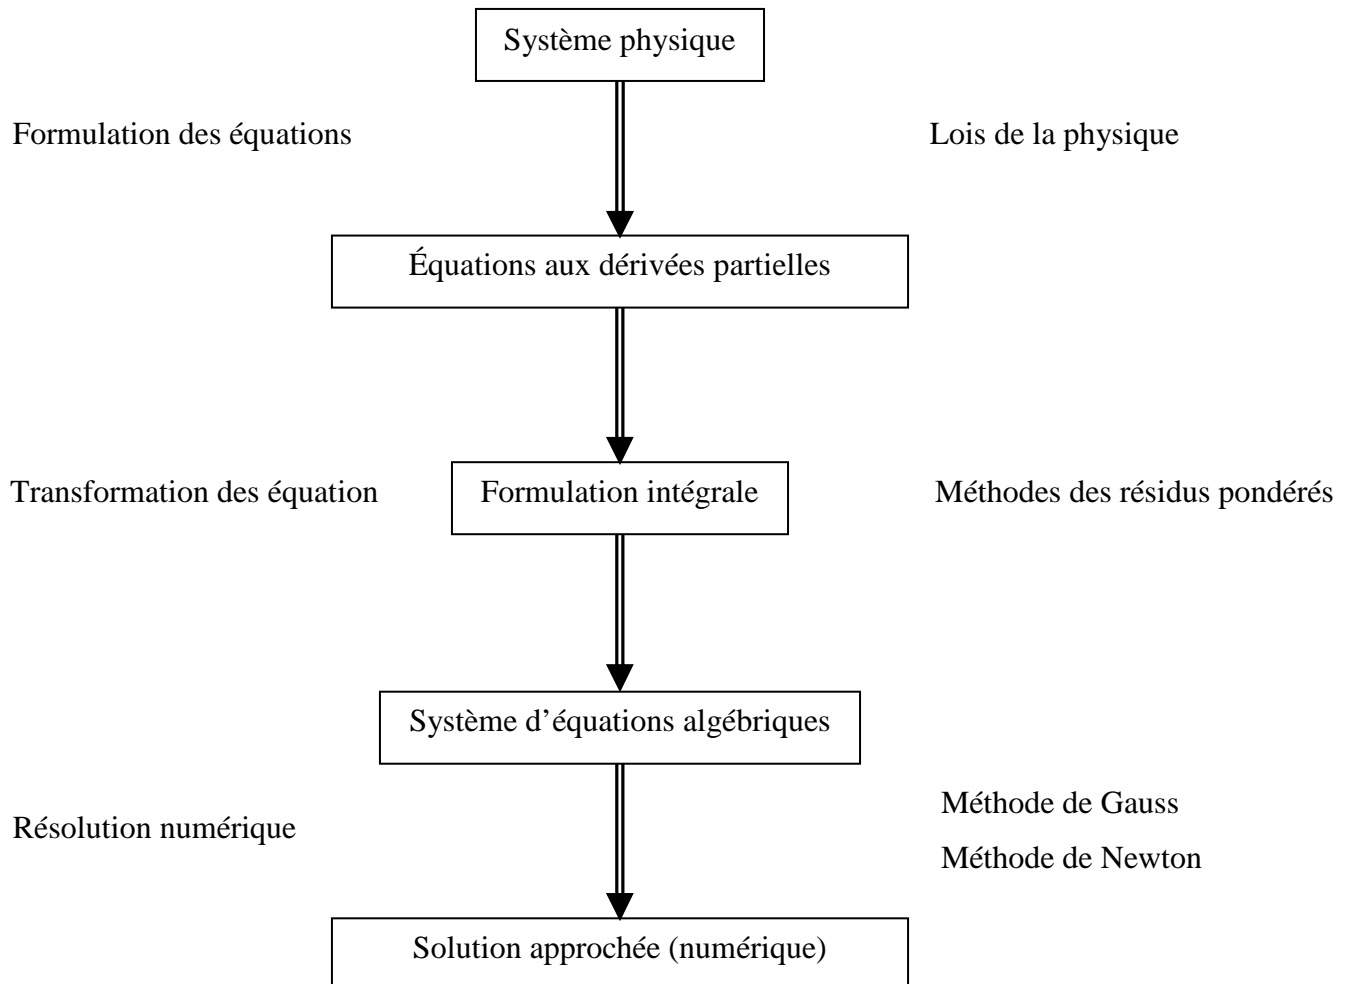 Système physique
Formulation des équations
Lois de la physique
Équations aux dérivées partielles
Transformation des équation
Formulation intégrale
Méthodes des résidus pondérés
Système d’équations algébriques
Résolution numérique
Méthode de Gauss
Méthode de Newton
Solution approchée (numérique)